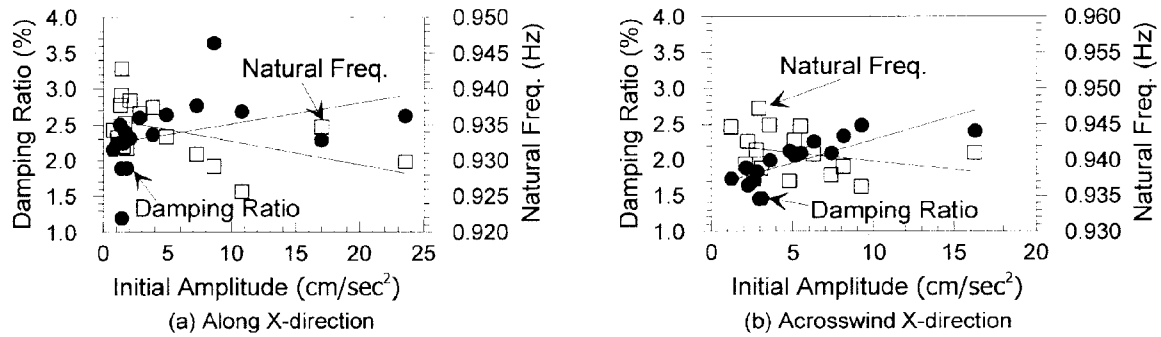 4.0
3.5
3.0
2.5
2.0
1.5
1.0
Damping Ratio (%)
0.950
0.945
0.940
0.935
0.930
0.925
0.920
Natural Freq. (Hz)
Natural Freq.
Damping Ratio
0 5 10 15 20 25
Initial Amplitude (cm/sec²)
(a) Along X-direction
4.0
3.5
3.0
2.5
2.0
1.5
1.0
Damping Ratio (%)
0.960
0.955
0.950
0.945
0.940
0.935
0.930
Natural Freq. (Hz)
Natural Freq.
Damping Ratio
0 5 10 15 20
Initial Amplitude (cm/sec²)
(b) Acrosswind X-direction